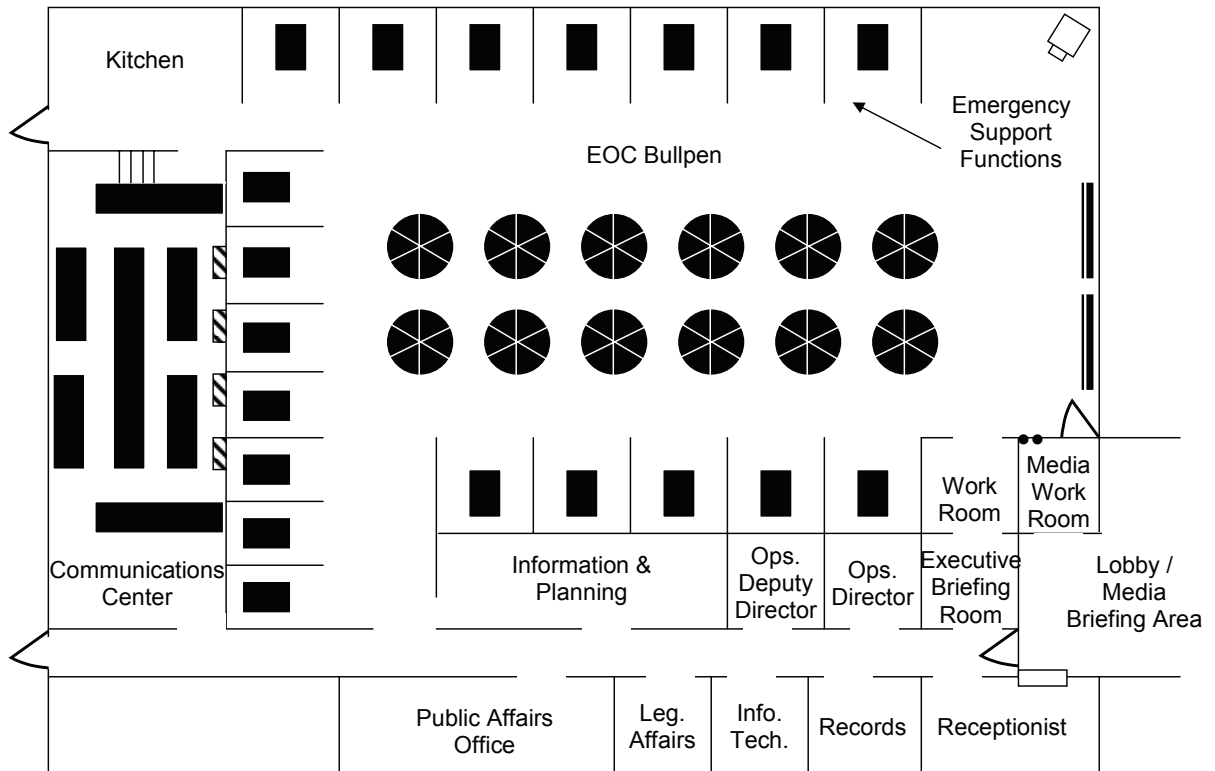 Kitchen
Emergency
Support
Functions
EOC Bullpen
Work
Room
Media
Work
Room
Communications
Center
Information &
Planning
Ops.
Deputy
Director
Ops.
Director
Executive
Briefing
Room
Lobby /
Media
Briefing Area
Public Affairs
Office
Leg.
Affairs
Info.
Tech.
Records
Receptionist